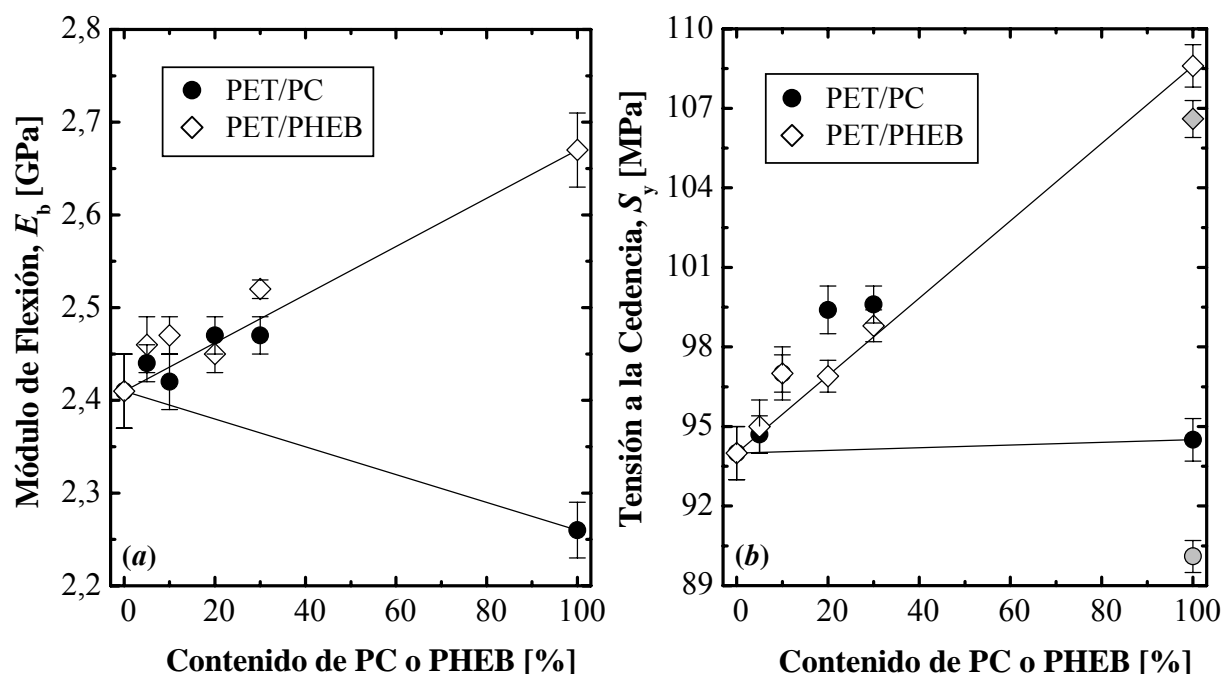 2,8
2,7
2,6
2,5
2,4
2,3
2,2
Módulo de Flexión, E_b [GPa]
PET/PC
PET/PHEB
(a)
0 20 40 60 80 100
Contenido de PC o PHEB [%]
110
107
104
101
98
95
92
89
Tensión a la Cedencia, S_y [MPa]
PET/PC
PET/PHEB
(b)
0 20 40 60 80 100
Contenido de PC o PHEB [%]